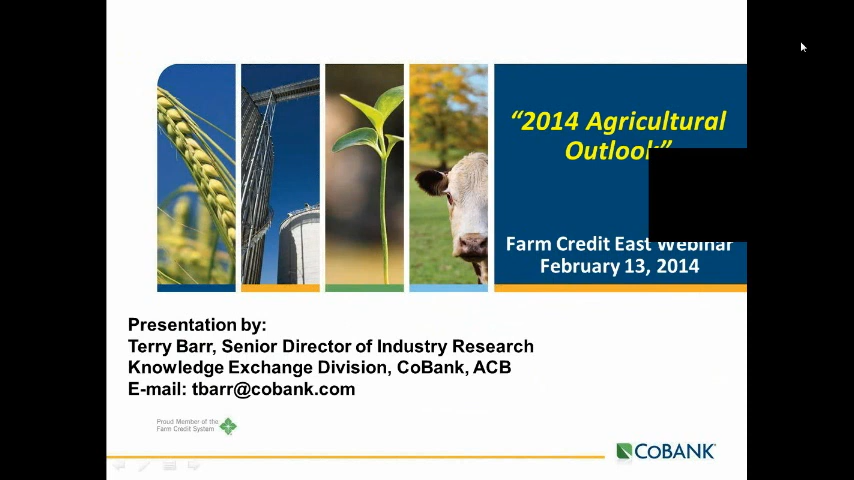 “2014 Agricultural
Outlook”
Farm Credit East Webinar
February 13, 2014
Presentation by:
Terry Barr, Senior Director of Industry Research
Knowledge Exchange Division, CoBank, ACB
E-mail: tbarr@cobank.com
Proud Member of the
Farm Credit System
COBANK